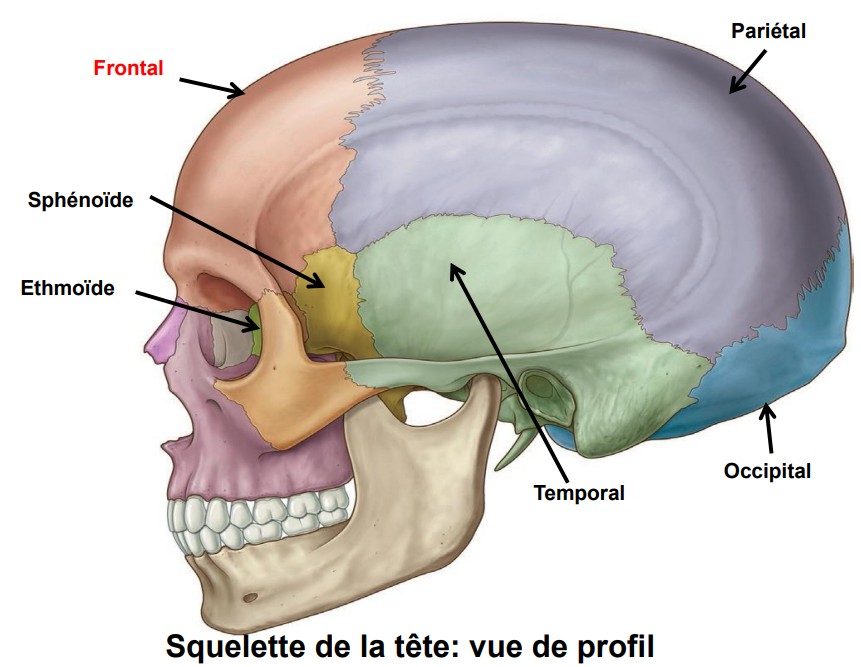 Pariétal
Frontal
Sphénoïde
Ethmoïde
Occipital
Temporal
Squelette de la tête: vue de profil